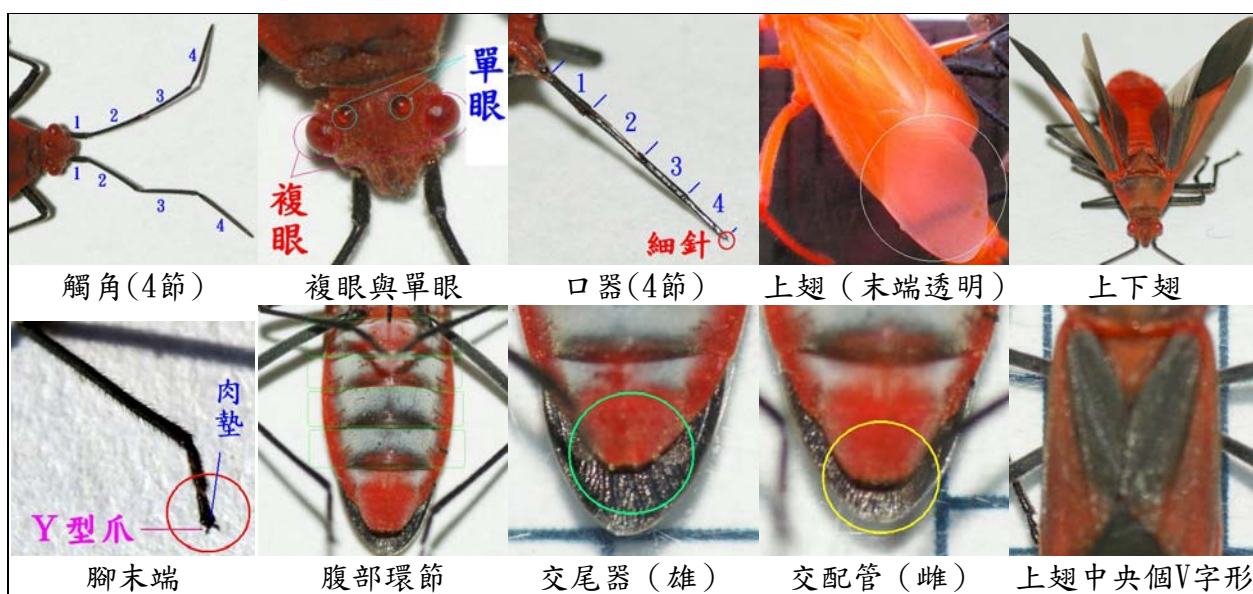 1
2
3
4
1
2
3
4
單眼
複眼
1
2
3
4
細針
觸角(4節)
複眼與單眼
口器(4節)
上翅(末端透明)
上下翅
肉墊
Y型爪
腳末端
腹部環節
交尾器(雄)
交配管(雌)
上翅中央個V字形